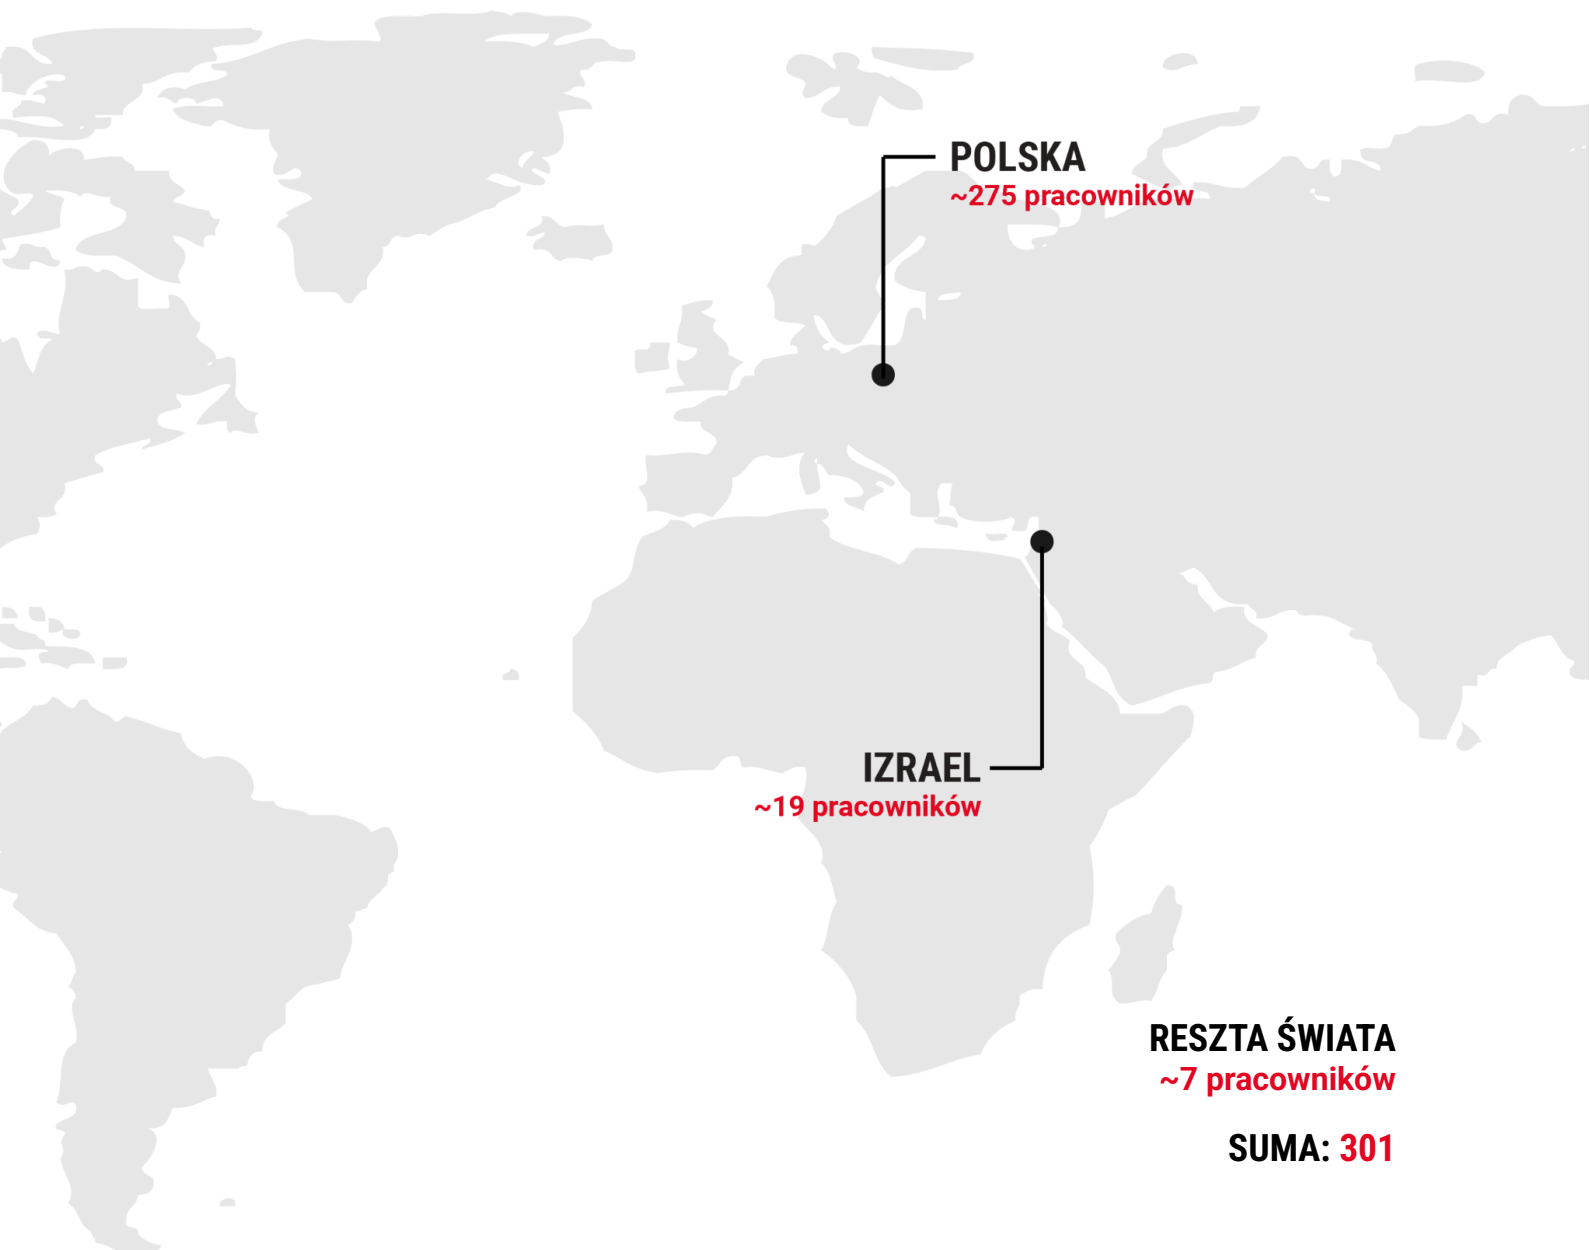 POLSKA
~275 pracowników
IZRAEL
~19 pracowników
RESZTA ŚWIATA
~7 pracowników
SUMA: 301